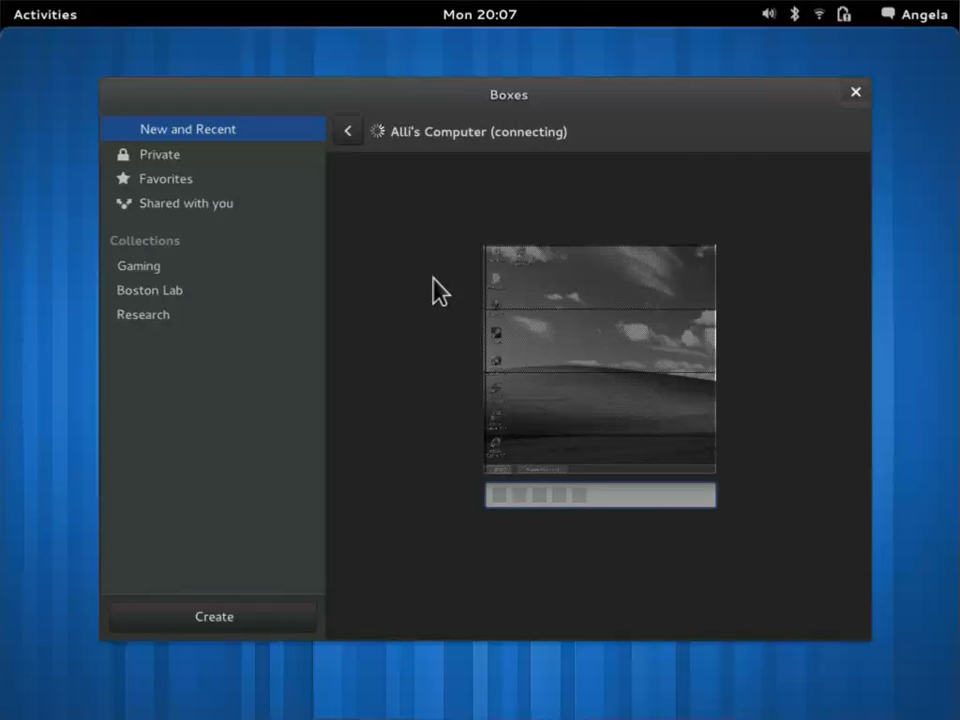 Activities
Mon 20:07
Angela
Boxes
New and Recent
Alli's Computer (connecting)
Private
Favorites
Shared with you
Collections
Gaming
Boston Lab
Research
Create